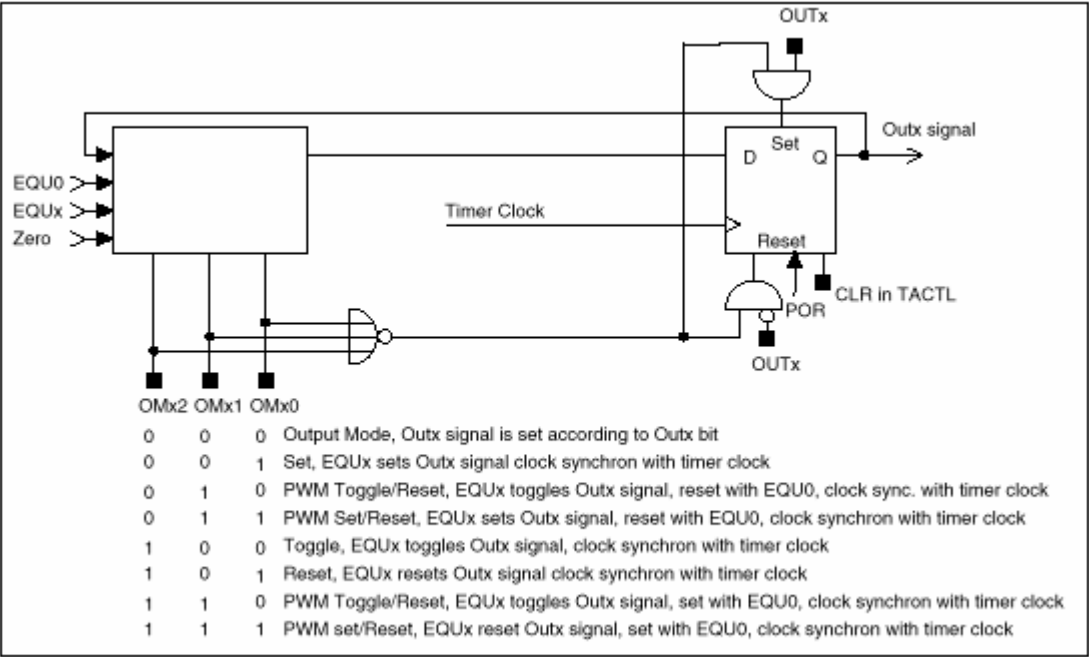 OUTx
Set
Outx signal
D
Q
EQU0
EQUx
Timer Clock
Zero
Reset
CLR in TACTL
POR
OUTx
OMx2 OMx1 OMx0
0 0 0 Output Mode, Outx signal is set according to Outx bit
0 0 1 Set, EQUx sets Outx signal clock synchron with timer clock
0 1 0 PWM Toggle/Reset, EQUx toggles Outx signal, reset with EQU0, clock sync. with timer clock
0 1 1 PWM Set/Reset, EQUx sets Outx signal, reset with EQU0, clock synchron with timer clock
1 0 0 Toggle, EQUx toggles Outx signal, clock synchron with timer clock
1 0 1 Reset, EQUx resets Outx signal clock synchron with timer clock
1 1 0 PWM Toggle/Reset, EQUx toggles Outx signal, set with EQU0, clock synchron with timer clock
1 1 1 PWM set/Reset, EQUx reset Outx signal, set with EQU0, clock synchron with timer clock